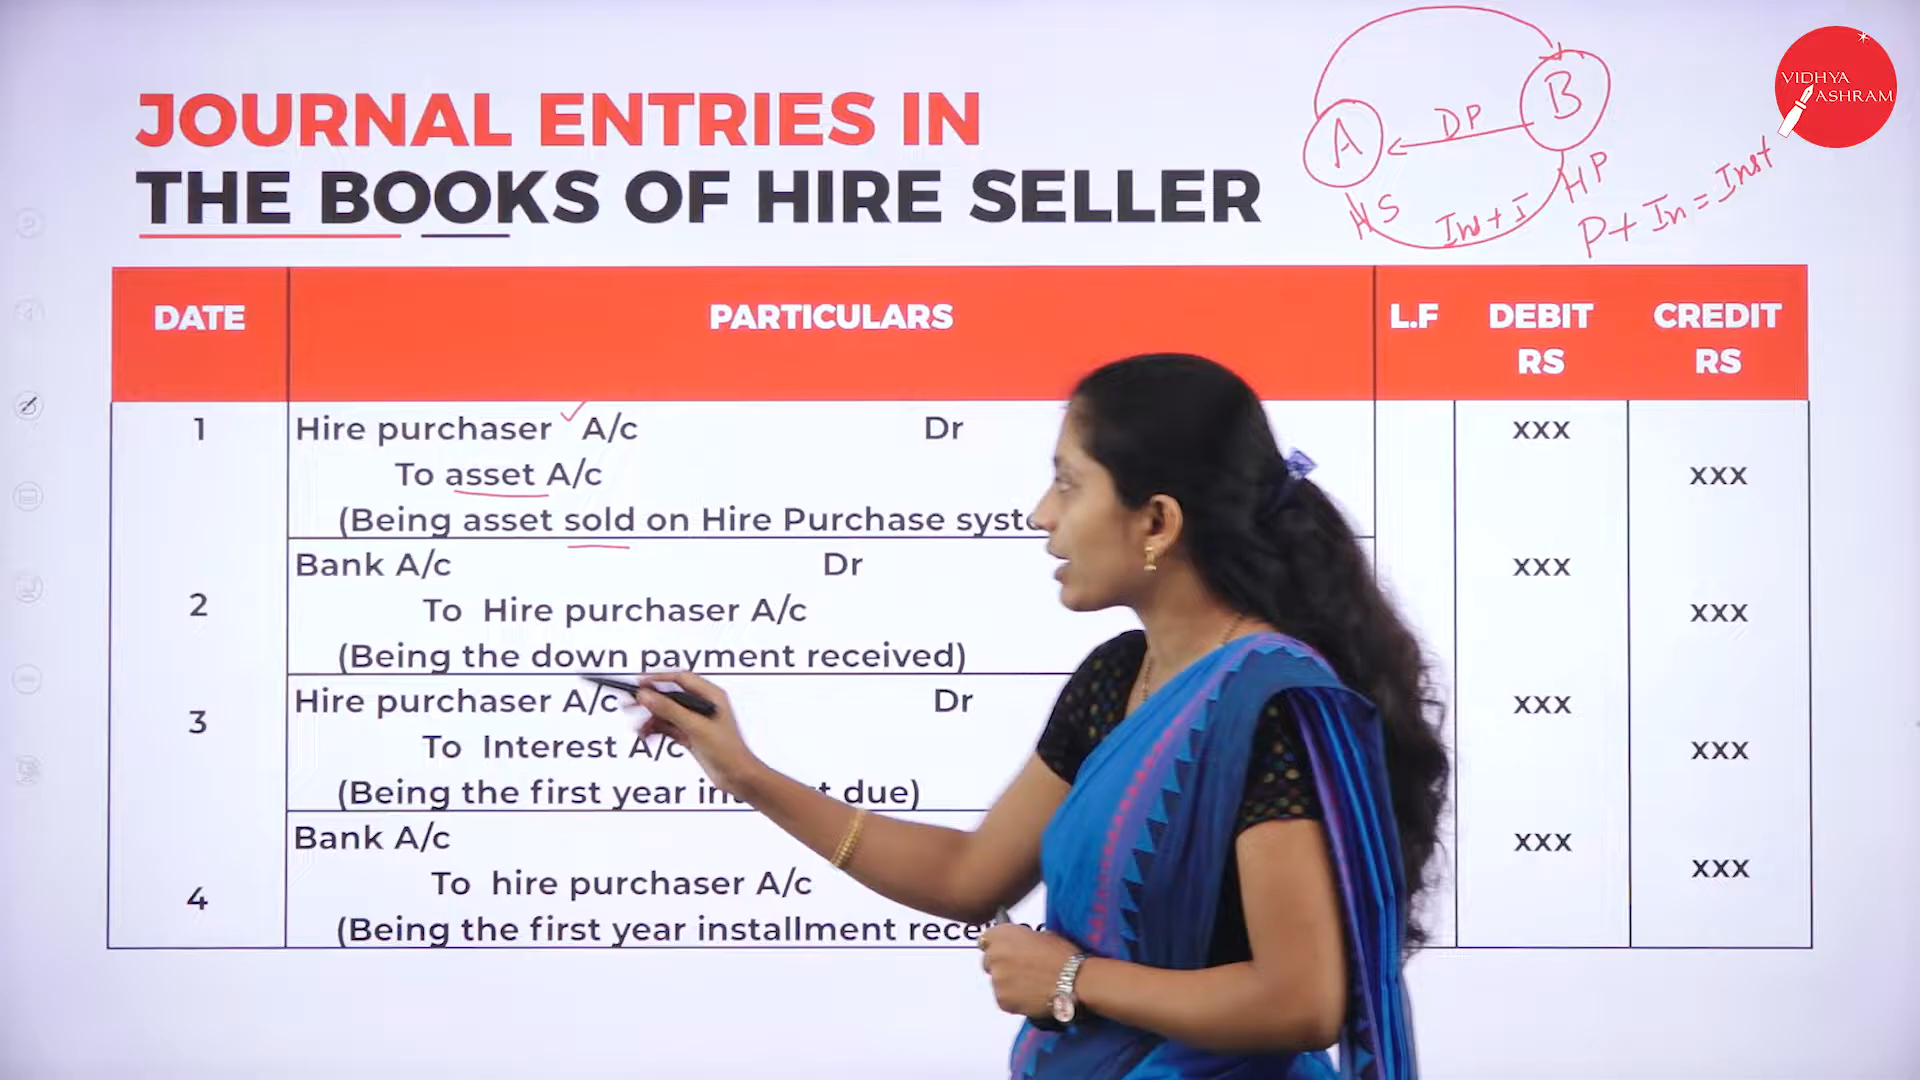 JOURNAL ENTRIES IN
THE BOOKS OF HIRE SELLER
A
B
DP
HS
HP
Ins + I
P + In = Inst
VIDHYA
ASHRAM
DATE PARTICULARS L.F DEBIT RS CREDIT RS
1 Hire purchaser A/c Dr xxx
To asset A/c xxx
(Being asset sold on Hire Purchase
Bank A/c Dr xxx
2 To Hire purchaser A/c xxx
(Being the down payment received)
Hire purchaser A/c Dr xxx
3 To Interest A/c xxx
(Being the first year due)
Bank A/c xxx
4 To hire purchaser A/c xxx
(Being the first year installment